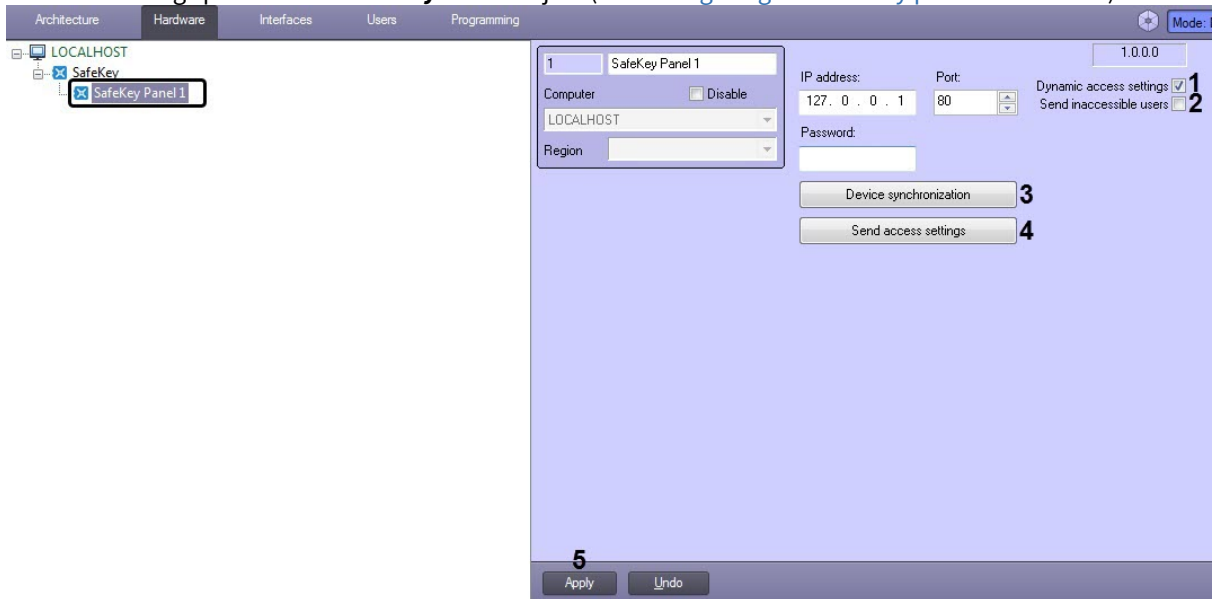 Architecture Hardware Interfaces Users Programming Mode:
LOCALHOST
SafeKey
SafeKey Panel 1
1 SafeKey Panel 1
Computer Disable
LOCALHOST
Region
IP address: Port:
127. 0 . 0 . 1 80
Password:
1.0.0.0
Dynamic access settings 1
Send inaccessible users 2
Device synchronization 3
Send access settings 4
5
Apply Undo